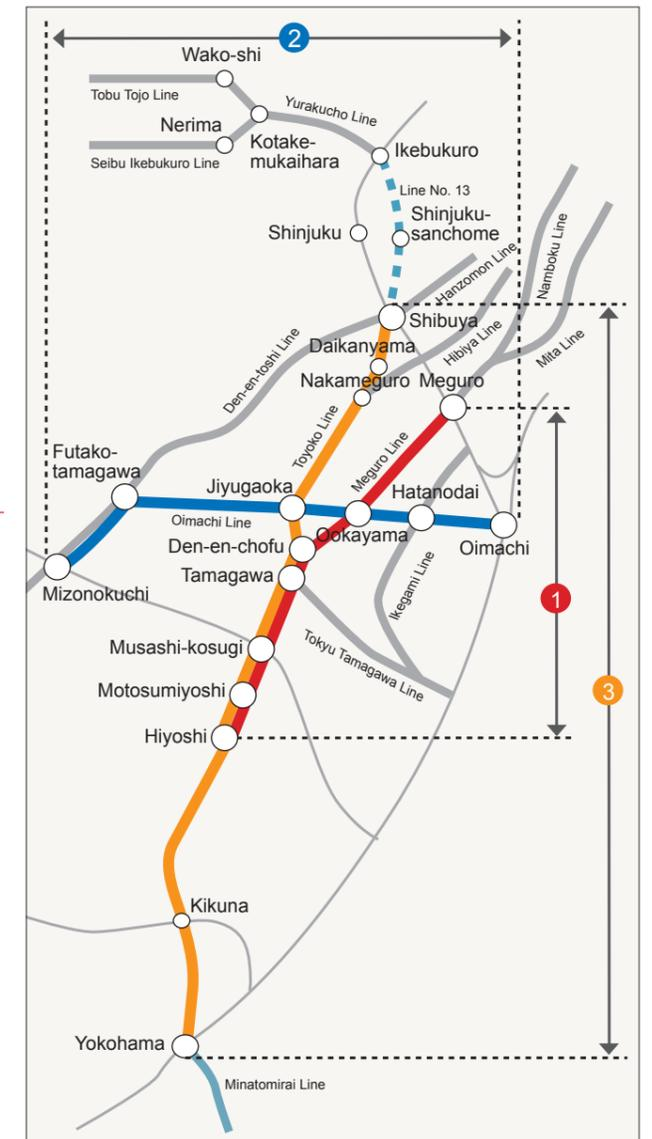 2
Wako-shi
Tobu Tojo Line
Yurakucho Line
Nerima
Kotake-
mukaihara
Ikebukuro
Seibu Ikebukuro Line
Line No. 13
Shinjuku-
sanchome
Shinjuku
Hanzomon Line
Namboku Line
Shibuya
Daikanyama
Hibiya Line
Mita Line
Den-en-toshi Line
Nakameguro
Meguro
Toyoko Line
Meguro Line
Futako-
tamagawa
Jiyugaoka
Hatanodai
Oimachi Line
Ookayama
Den-en-chofu
Oimachi
Tamagawa
Mizonokuchi
Ikegami Line
1
Musashi-kosugi
Tokyu Tamagawa Line
Motosumiyoshi
3
Hiyoshi
Kikuna
Yokohama
Minatomirai Line